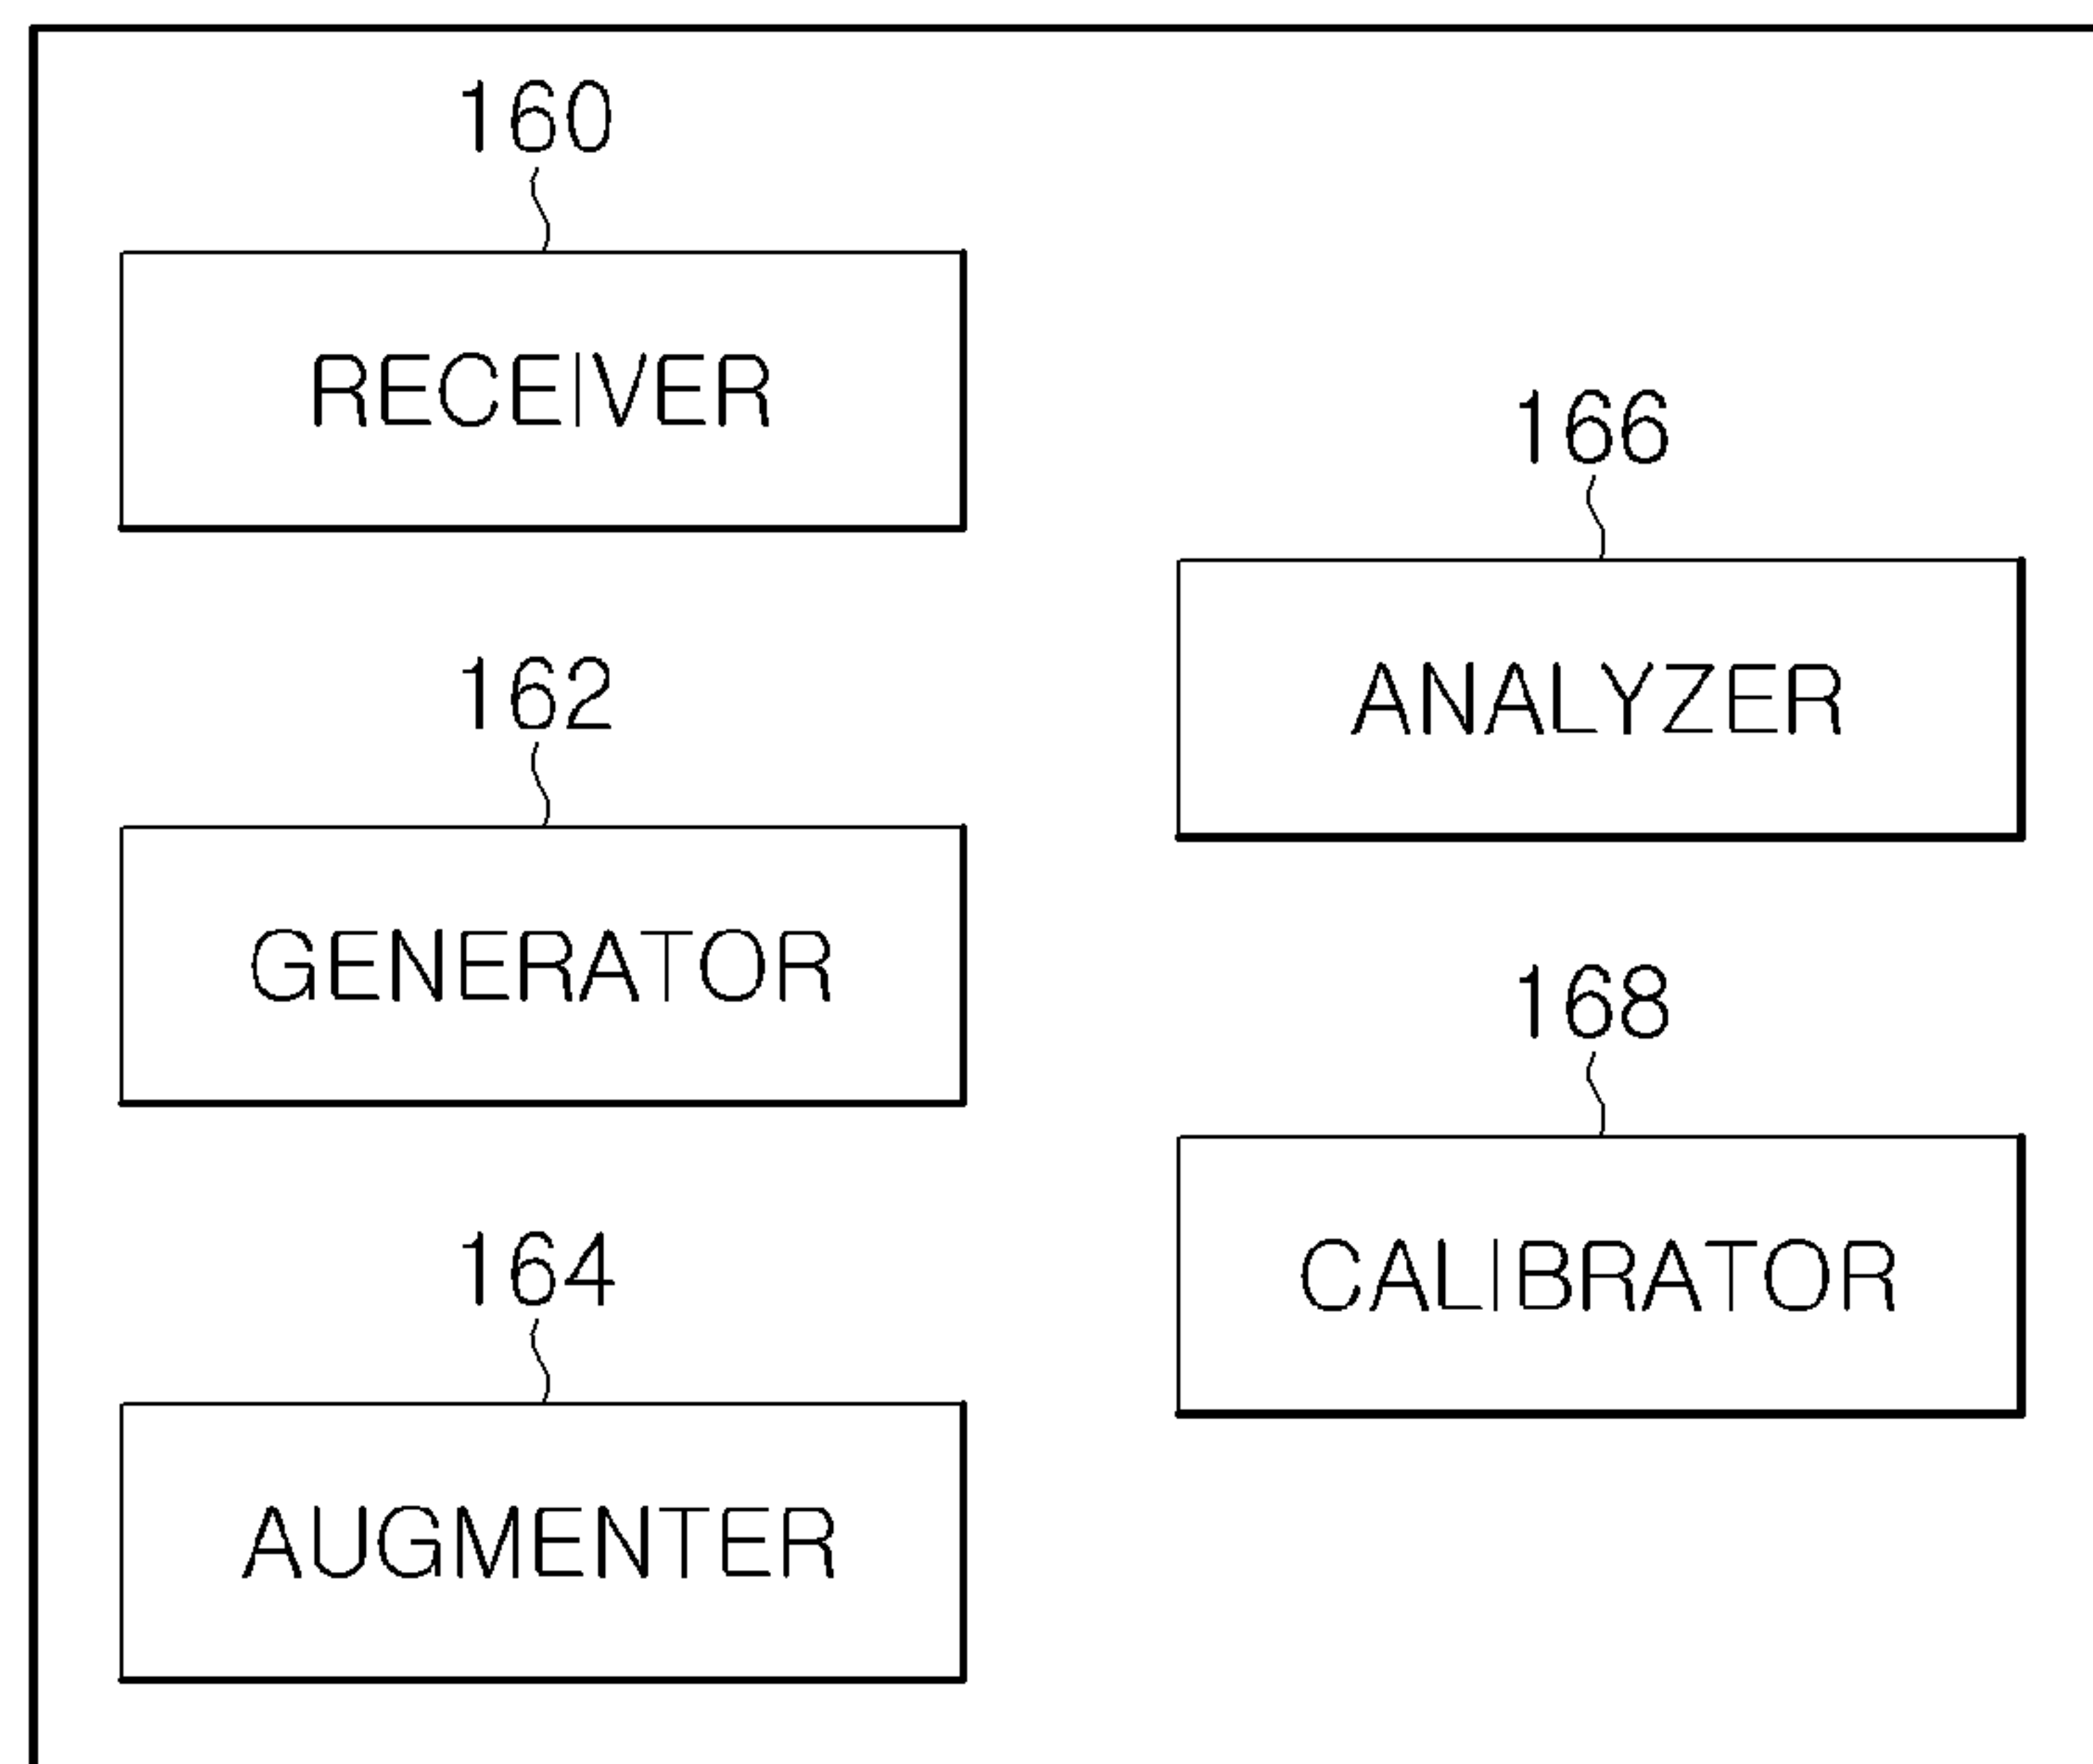 160
RECEIVER
162
GENERATOR
164
AUGMENTER
166
ANALYZER
168
CALIBRATOR